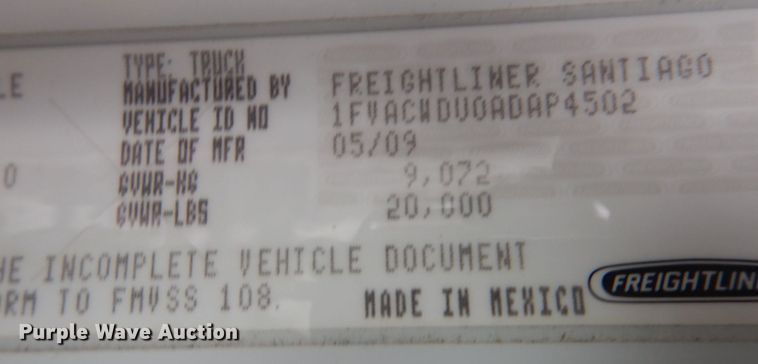 LE
TYPE: TRUCK
MANUFACTURED BY FREIGHTLINER SANTIAGO
VEHICLE ID NO 1FVACWDU0ADAP4502
DATE OF MFR 05/09
0 GVWR-KG 9,072
GVWR-LBS 20,000
HE INCOMPLETE VEHICLE DOCUMENT
ORM TO FMVSS 108. MADE IN MEXICO
FREIGHTLIN
Purple Wave Auction